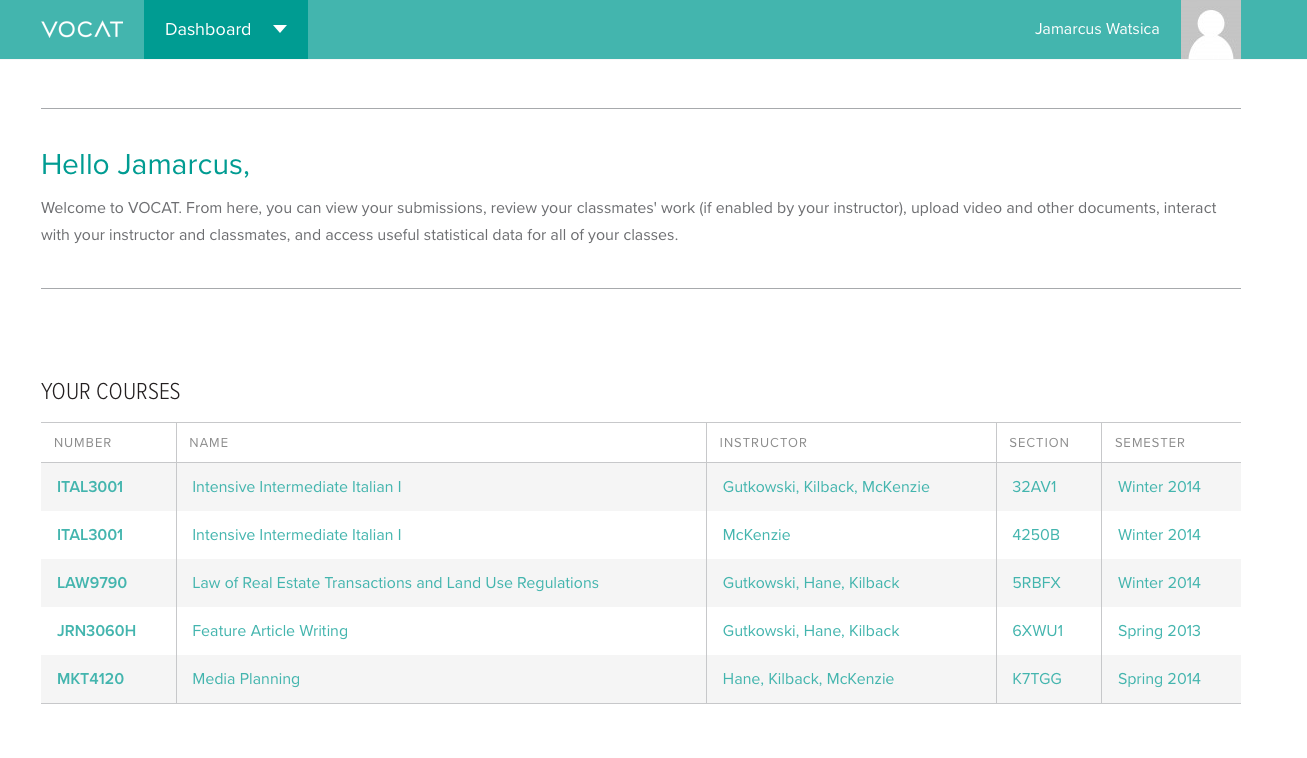 VOCAT Dashboard Jamarcus Watsica
Hello Jamarcus,
Welcome to VOCAT. From here, you can view your submissions, review your classmates' work (if enabled by your instructor), upload video and other documents, interact
with your instructor and classmates, and access useful statistical data for all of your classes.
YOUR COURSES
NUMBER NAME INSTRUCTOR SECTION SEMESTER
ITAL3001 Intensive Intermediate Italian I Gutkowski, Kilback, McKenzie 32AV1 Winter 2014
ITAL3001 Intensive Intermediate Italian I McKenzie 4250B Winter 2014
LAW9790 Law of Real Estate Transactions and Land Use Regulations Gutkowski, Hane, Kilback 5RBFX Winter 2014
JRN3060H Feature Article Writing Gutkowski, Hane, Kilback 6XWU1 Spring 2013
MKT4120 Media Planning Hane, Kilback, McKenzie K7TGG Spring 2014